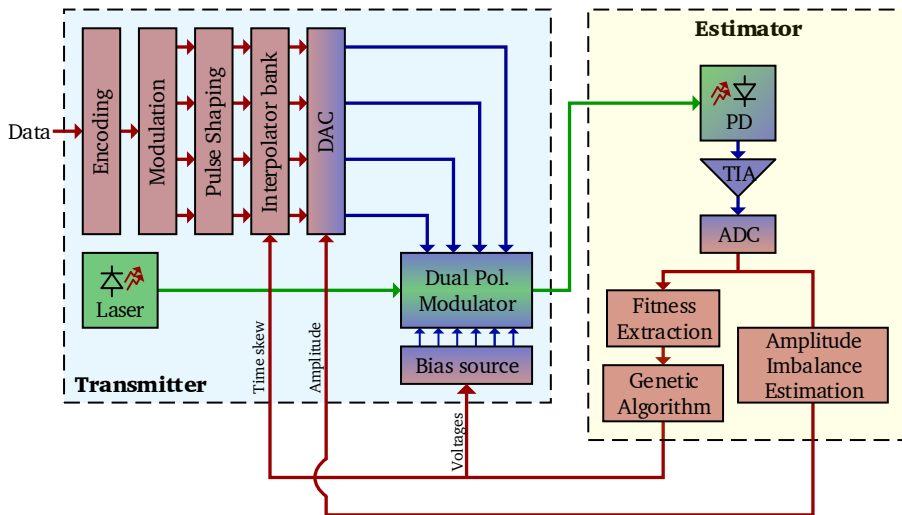 Estimator
Data
Encoding
Modulation
Pulse Shaping
Interpolator bank
DAC
PD
TIA
ADC
Laser
Dual Pol.
Modulator
Bias source
Transmitter
Time skew
Amplitude
Voltages
Fitness
Extraction
Genetic
Algorithm
Amplitude
Imbalance
Estimation